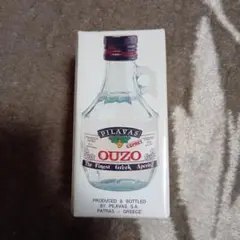 PILAVAS
OUZO
The Finest Greek Aperitif
PRODUCED & BOTTLED
BY PILAVAS S.A.
PATRAS - GREECE